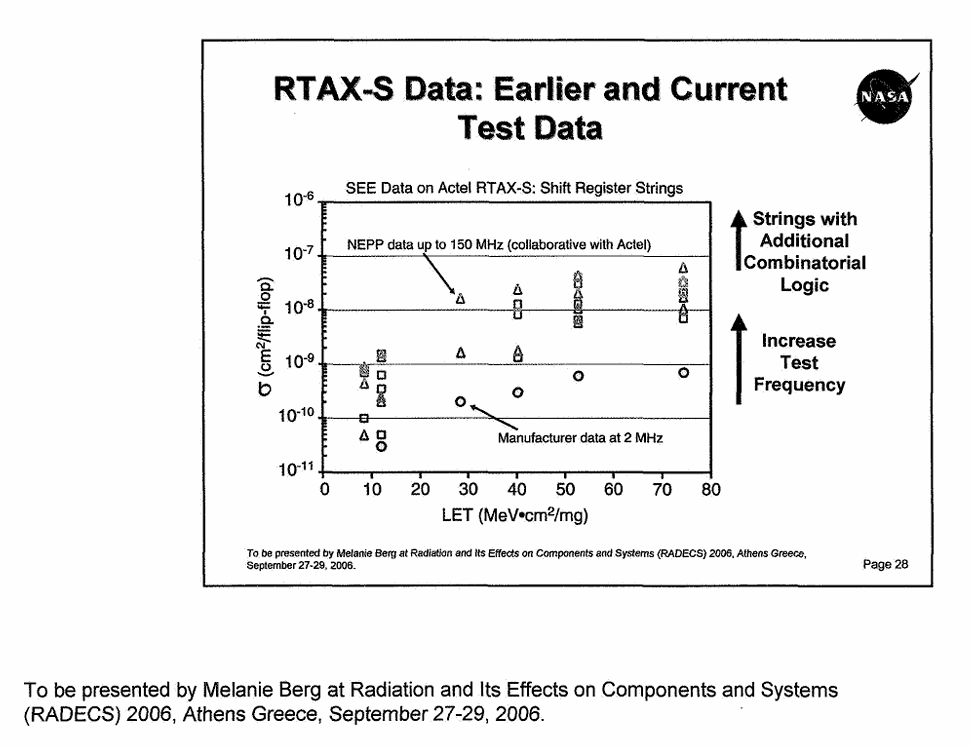 RTAX-S Data: Earlier and Current
Test Data
NASA
SEE Data on Actel RTAX-S: Shift Register Strings
10-6
10-7
10-8
10-9
10-10
10-11
σ (cm2/flip-flop)
NEPP data up to 150 MHz (collaborative with Actel)
Manufacturer data at 2 MHz
0 10 20 30 40 50 60 70 80
LET (MeV•cm2/mg)
Strings with
Additional
Combinatorial
Logic
Increase
Test
Frequency
To be presented by Melanie Berg at Radiation and Its Effects on Components and Systems (RADECS) 2006, Athens Greece,
September 27-29, 2006.
Page 28
To be presented by Melanie Berg at Radiation and Its Effects on Components and Systems
(RADECS) 2006, Athens Greece, September 27-29, 2006.